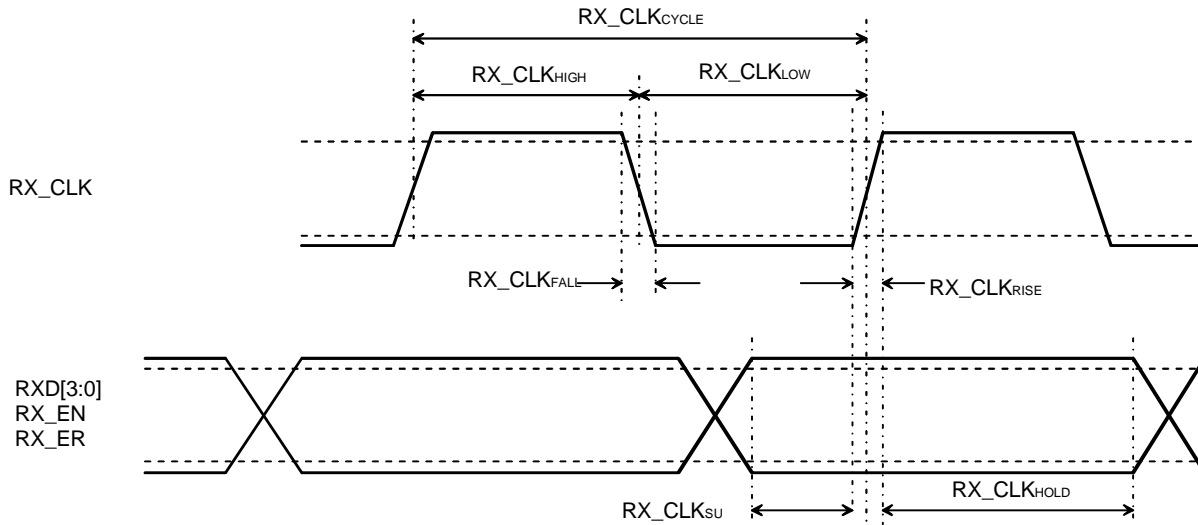 RX_CLKCYCLE
RX_CLKHIGH
RX_CLKLOW
RX_CLK
RX_CLKFALL
RX_CLKRISE
RXD[3:0]
RX_EN
RX_ER
RX_CLKSU
RX_CLKHOLD